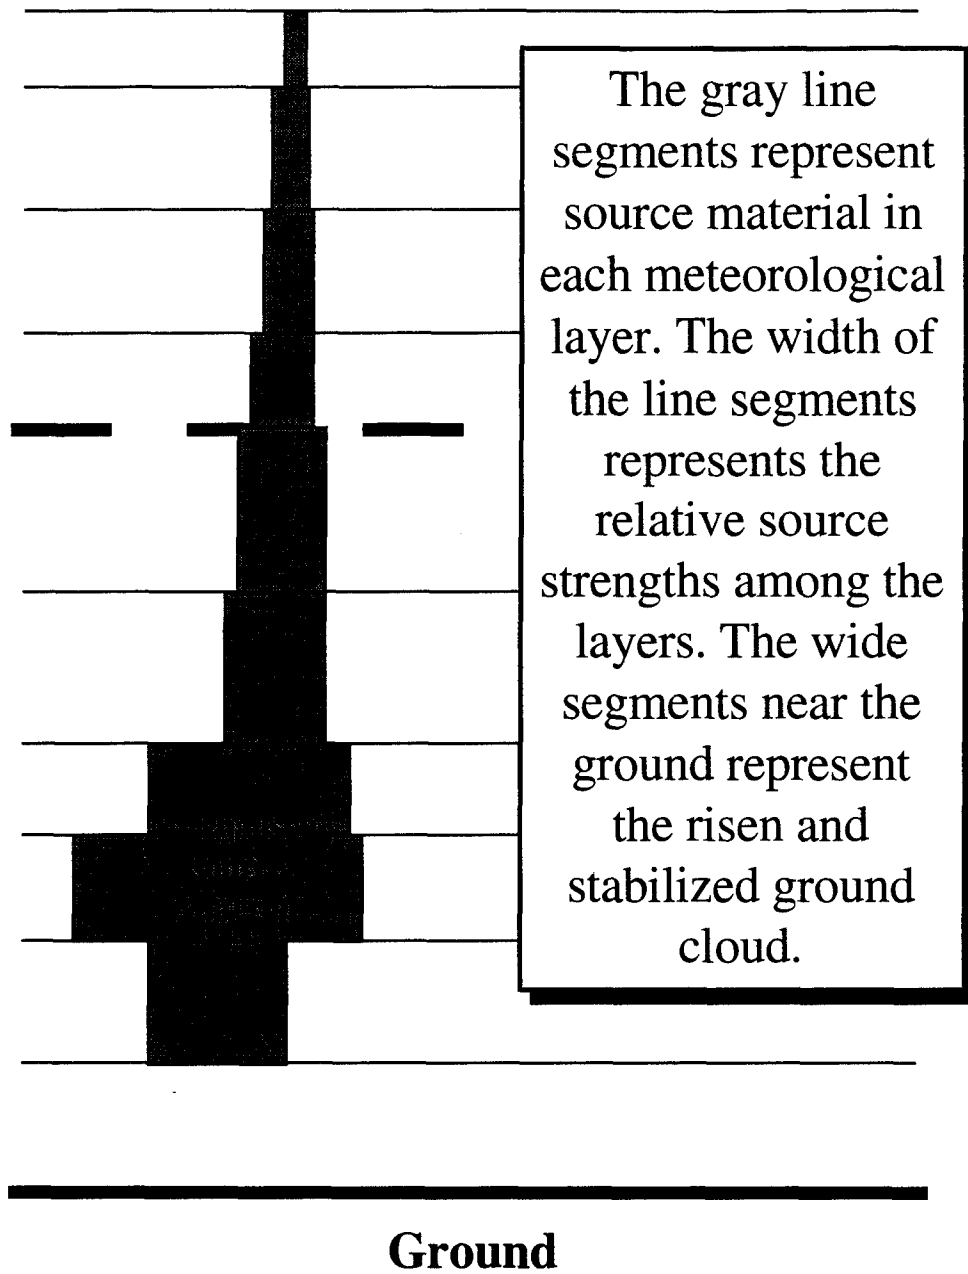 The gray line
segments represent
source material in
each meteorological
layer. The width of
the line segments
represents the
relative source
strengths among the
layers. The wide
segments near the
ground represent
the risen and
stabilized ground
cloud.
Ground